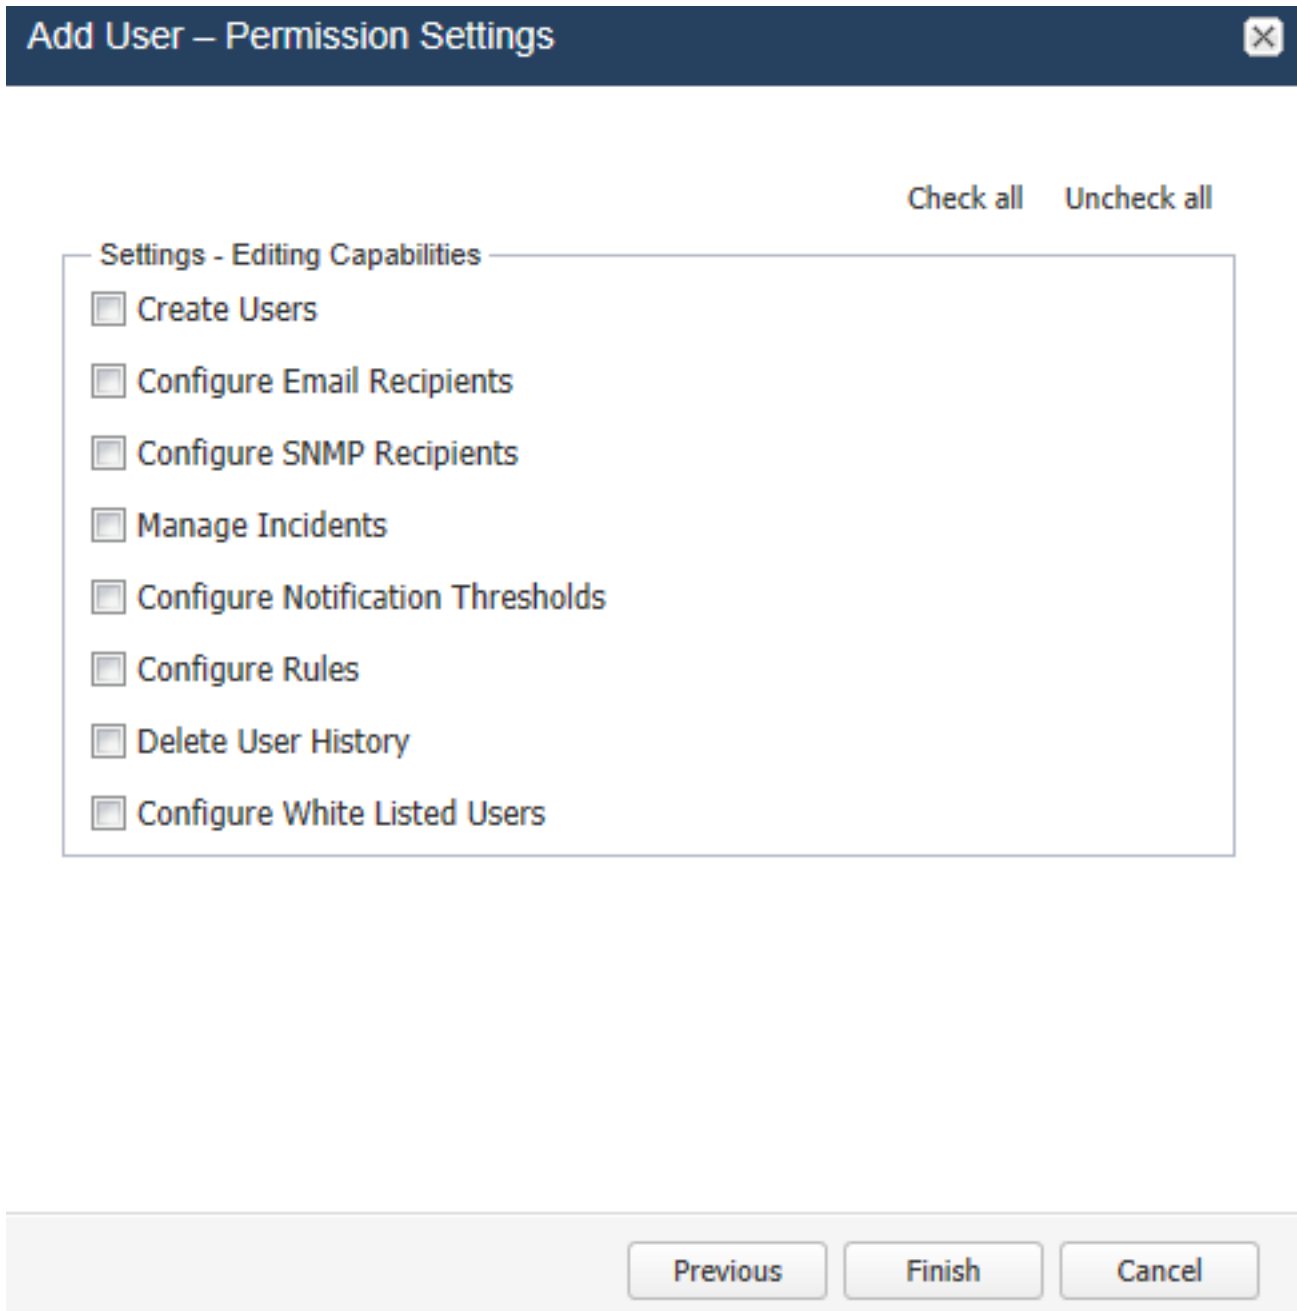 Add User – Permission Settings
Check all Uncheck all
Settings - Editing Capabilities
Create Users
Configure Email Recipients
Configure SNMP Recipients
Manage Incidents
Configure Notification Thresholds
Configure Rules
Delete User History
Configure White Listed Users
Previous Finish Cancel